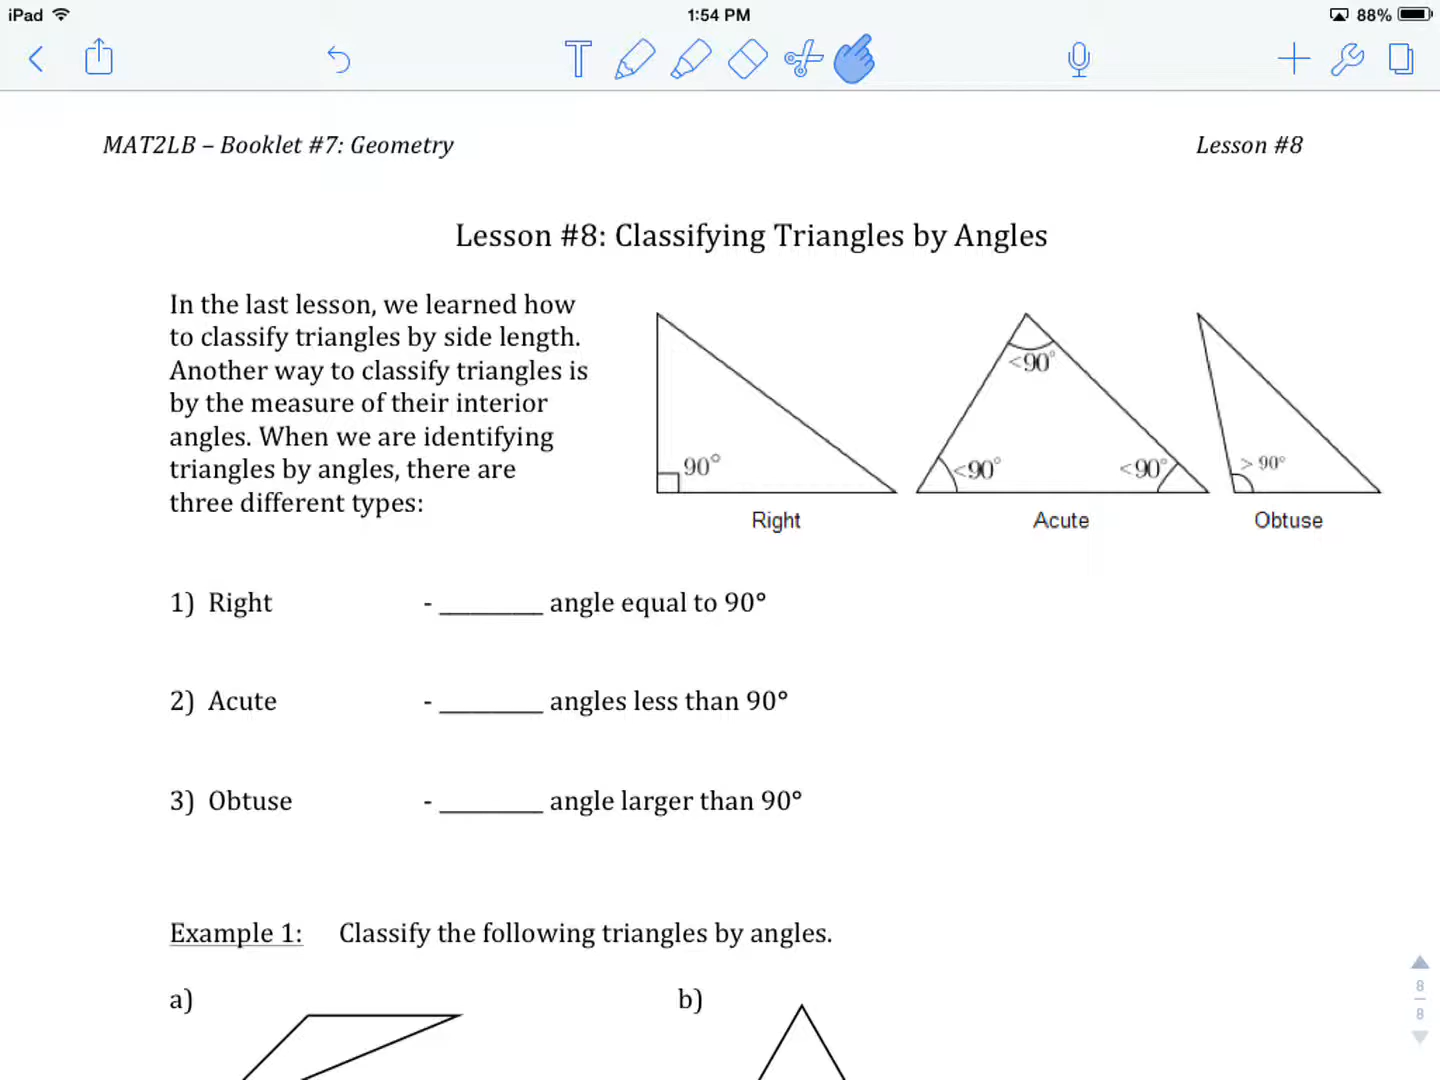 iPad 1:54 PM 88%
T
MAT2LB – Booklet #7: Geometry Lesson #8
Lesson #8: Classifying Triangles by Angles
In the last lesson, we learned how
to classify triangles by side length.
Another way to classify triangles is
by the measure of their interior
angles. When we are identifying
triangles by angles, there are
three different types:
90°
Right
<90°
<90°
<90°
Acute
> 90°
Obtuse
1) Right - ________ angle equal to 90°
2) Acute - ________ angles less than 90°
3) Obtuse - ________ angle larger than 90°
Example 1: Classify the following triangles by angles.
a) b)
8
8